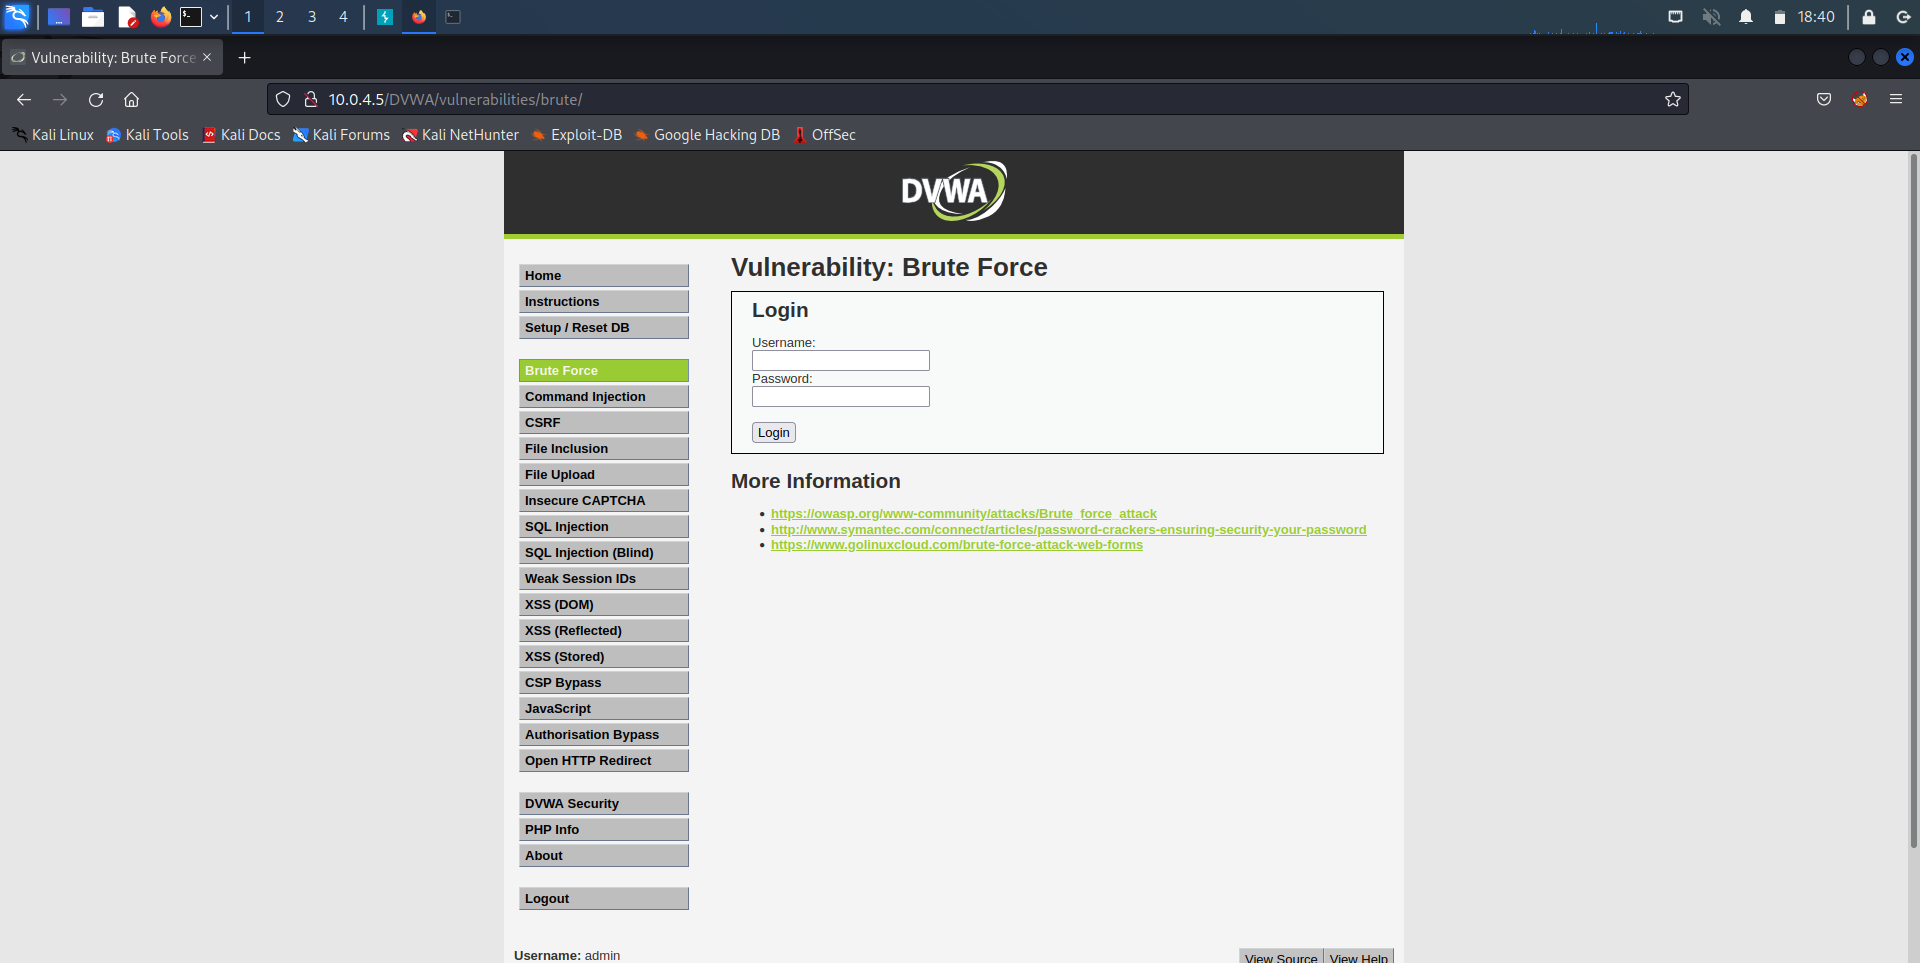 1 2 3 4 18:40
Vulnerability: Brute Force
10.0.4.5/DVWA/vulnerabilities/brute/
Kali Linux Kali Tools Kali Docs Kali Forums Kali NetHunter Exploit-DB Google Hacking DB OffSec
DVWA
Home
Instructions
Setup / Reset DB
Brute Force
Command Injection
CSRF
File Inclusion
File Upload
Insecure CAPTCHA
SQL Injection
SQL Injection (Blind)
Weak Session IDs
XSS (DOM)
XSS (Reflected)
XSS (Stored)
CSP Bypass
JavaScript
Authorisation Bypass
Open HTTP Redirect
DVWA Security
PHP Info
About
Logout
Vulnerability: Brute Force
Login
Username:
Password:
Login
More Information
https://owasp.org/www-community/attacks/Brute_force_attack
http://www.symantec.com/connect/articles/password-crackers-ensuring-security-your-password
https://www.golinuxcloud.com/brute-force-attack-web-forms
Username: admin
View Source View Help